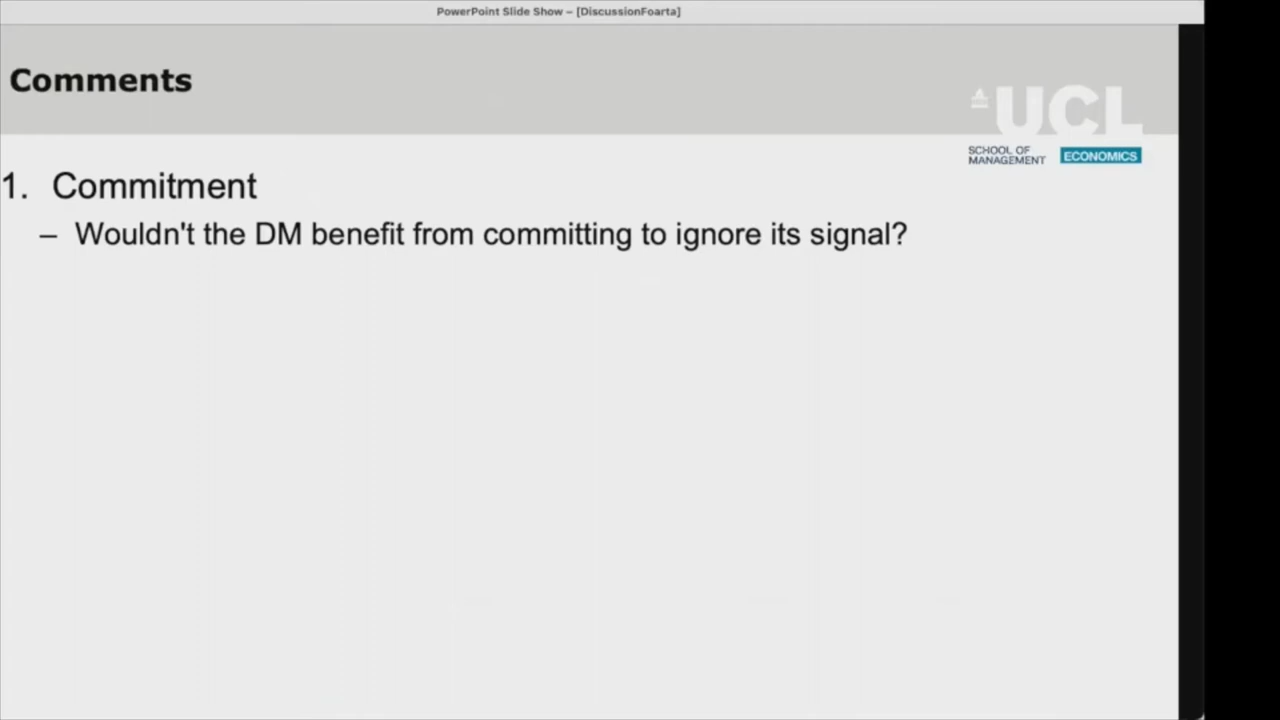 PowerPoint Slide Show – [DiscussionFoarta]
Comments
UCL
SCHOOL OF
MANAGEMENT
ECONOMICS
1. Commitment
– Wouldn't the DM benefit from committing to ignore its signal?